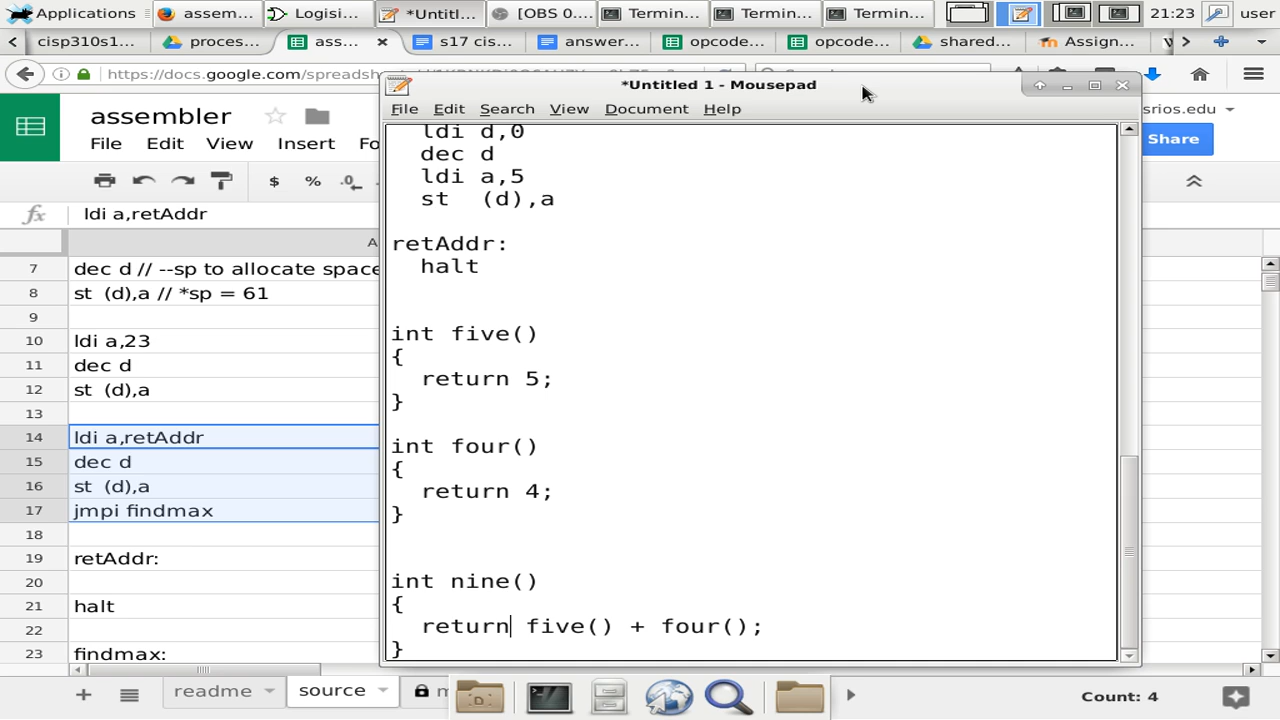 Applications assem... Logisi... *Untitl... [OBS 0.... Termin... Termin... Termin... 21:23 user
cisp310s1... proces... ass... s17 cis... answer... opcode... opcode... shared... Assign...
https://docs.google.com/spreadsh
assembler
File Edit View Insert Fo
srios.edu
Share
$ % .0
fx ldi a,retAddr
A
7 dec d // --sp to allocate space
8 st (d),a // *sp = 61
9
10 ldi a,23
11 dec d
12 st (d),a
13
14 ldi a,retAddr
15 dec d
16 st (d),a
17 jmpi findmax
18
19 retAddr:
20
21 halt
22
23 findmax:
*Untitled 1 - Mousepad
File Edit Search View Document Help
ldi d,0
dec d
ldi a,5
st (d),a
retAddr:
halt
int five()
{
return 5;
}
int four()
{
return 4;
}
int nine()
{
return five() + four();
}
readme source
Count: 4